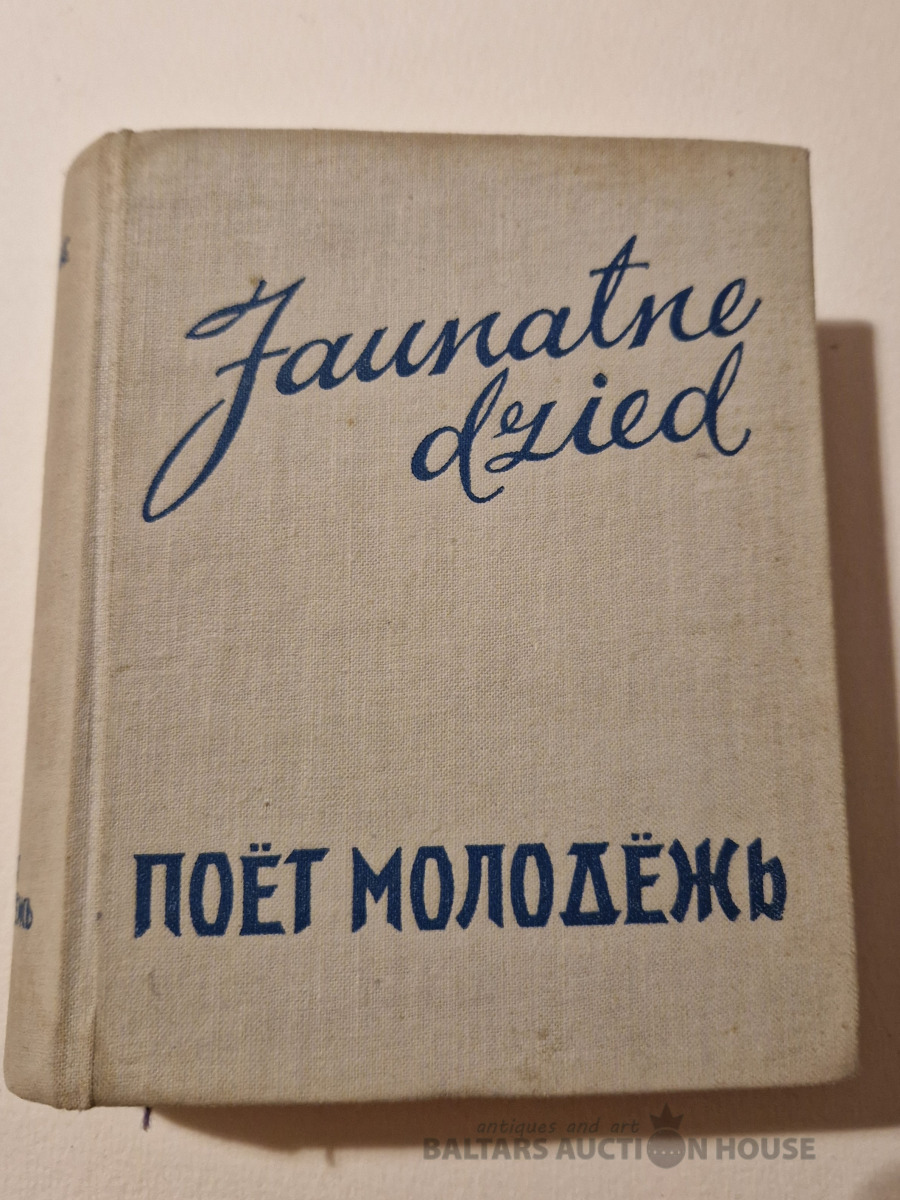 Jaunatne
dzied
ПОЁТ МОЛОДЁЖЬ
antiques and art
BALTARS AUCTION HOUSE